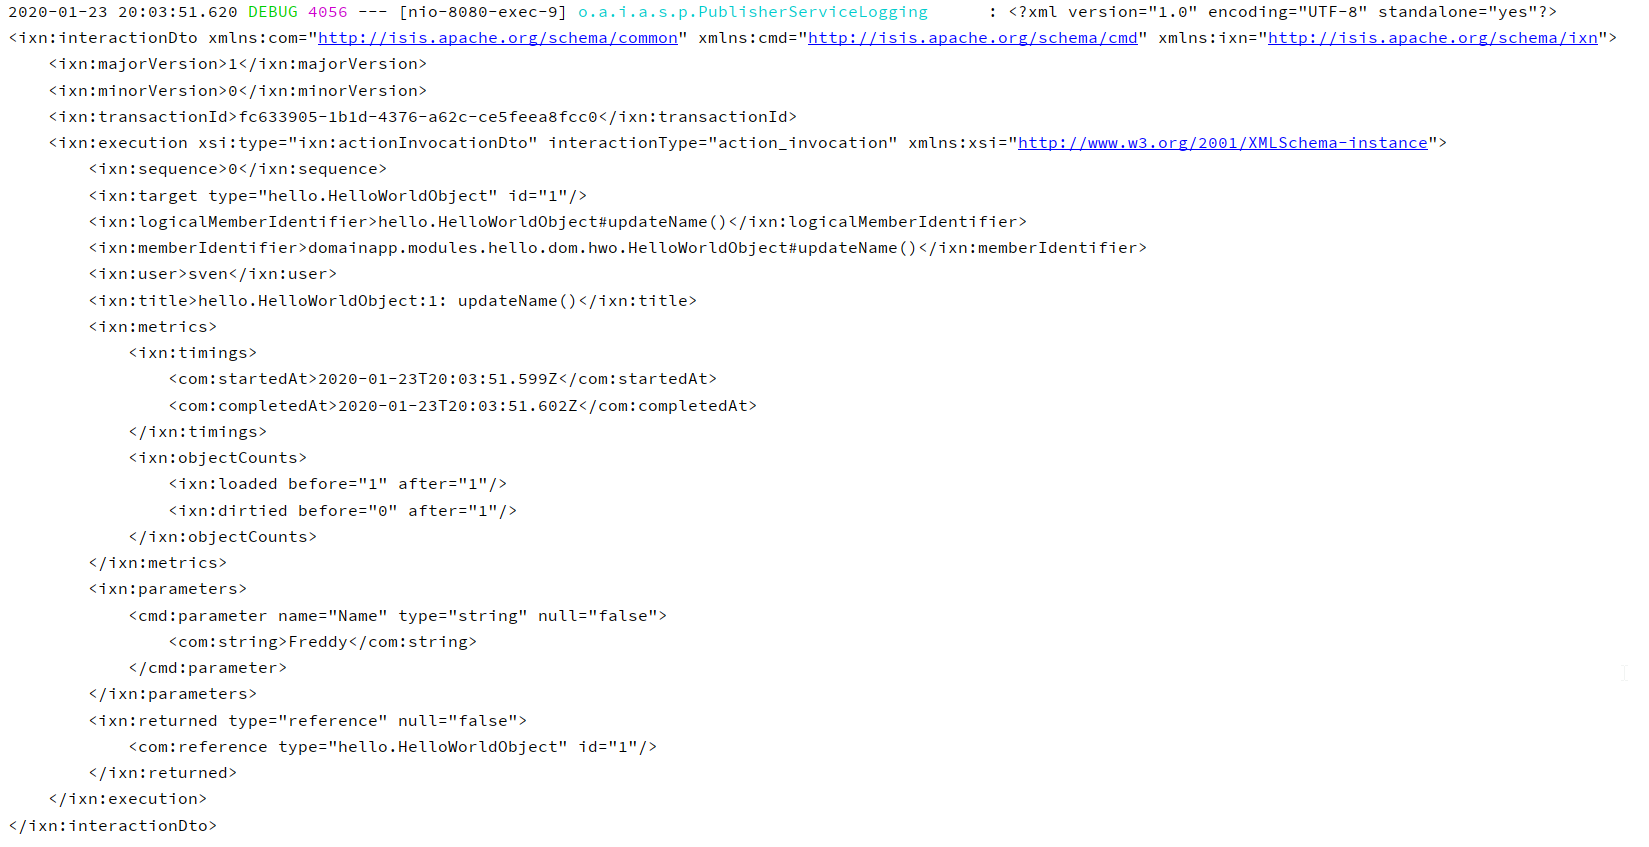 2020-01-23 20:03:51.620 DEBUG 4056 --- [nio-8080-exec-9] o.a.i.a.s.p.PublisherServiceLogging      : <?xml version="1.0" encoding="UTF-8" standalone="yes"?>
<ixn:interactionDto xmlns:com="http://isis.apache.org/schema/common" xmlns:cmd="http://isis.apache.org/schema/cmd" xmlns:ixn="http://isis.apache.org/schema/ixn">
    <ixn:majorVersion>1</ixn:majorVersion>
    <ixn:minorVersion>0</ixn:minorVersion>
    <ixn:transactionId>fc633905-1b1d-4376-a62c-ce5feea8fcc0</ixn:transactionId>
    <ixn:execution xsi:type="ixn:actionInvocationDto" interactionType="action_invocation" xmlns:xsi="http://www.w3.org/2001/XMLSchema-instance">
        <ixn:sequence>0</ixn:sequence>
        <ixn:target type="hello.HelloWorldObject" id="1"/>
        <ixn:logicalMemberIdentifier>hello.HelloWorldObject#updateName()</ixn:logicalMemberIdentifier>
        <ixn:memberIdentifier>domainapp.modules.hello.dom.hwo.HelloWorldObject#updateName()</ixn:memberIdentifier>
        <ixn:user>sven</ixn:user>
        <ixn:title>hello.HelloWorldObject:1: updateName()</ixn:title>
        <ixn:metrics>
            <ixn:timings>
                <com:startedAt>2020-01-23T20:03:51.599Z</com:startedAt>
                <com:completedAt>2020-01-23T20:03:51.602Z</com:completedAt>
            </ixn:timings>
            <ixn:objectCounts>
                <ixn:loaded before="1" after="1"/>
                <ixn:dirtied before="0" after="1"/>
            </ixn:objectCounts>
        </ixn:metrics>
        <ixn:parameters>
            <cmd:parameter name="Name" type="string" null="false">
                <com:string>Freddy</com:string>
            </cmd:parameter>
        </ixn:parameters>
        <ixn:returned type="reference" null="false">
            <com:reference type="hello.HelloWorldObject" id="1"/>
        </ixn:returned>
    </ixn:execution>
</ixn:interactionDto>